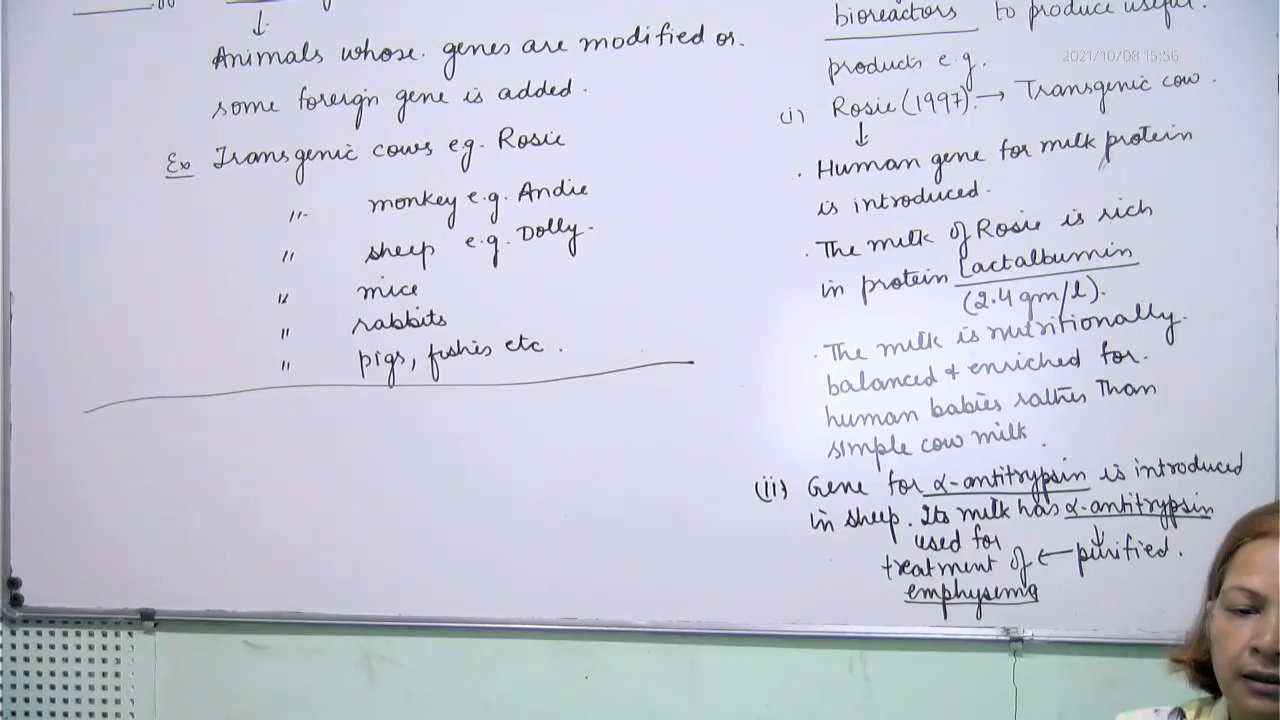 Animals whose genes are modified or.
some foreign gene is added.
Ex Transgenic cows eg. Rosie
" monkey e.g. Andie
" sheep e.g. Dolly.
" mice
" rabbits
" pigs, fishes etc.
bioreactors to produce useful.
products e.g.
2021/10/08 15:56
(i) Rosie (1997). → Transgenic cow.
↓
. Human gene for milk protein
is introduced.
. The milk of Rosie is rich
in protein Lactalbumin
(2.4 gm/l).
. The milk is nutritionally.
balanced & enriched for.
human babies rather than
simple cow milk.
(ii) Gene for α-antitrypsin is introduced
in sheep. Its milk has α-antitrypsin
↓
purified.
←
used for
treatment of
emphysema